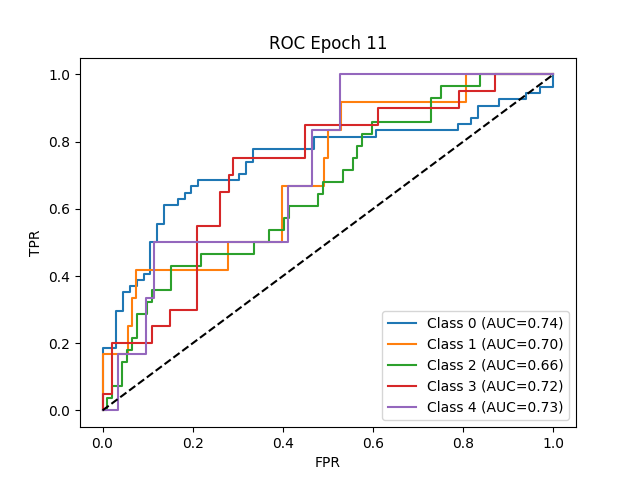 ROC Epoch 11
TPR
1.0
0.8
0.6
0.4
0.2
0.0
Class 0 (AUC=0.74)
Class 1 (AUC=0.70)
Class 2 (AUC=0.66)
Class 3 (AUC=0.72)
Class 4 (AUC=0.73)
0.0 0.2 0.4 0.6 0.8 1.0
FPR